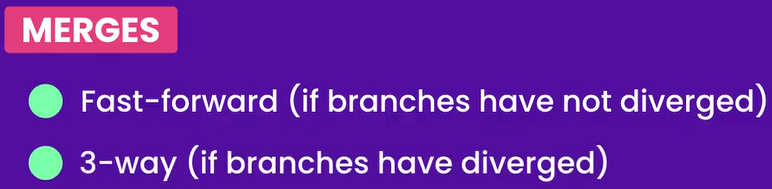 MERGES
Fast-forward (if branches have not diverged)
3-way (if branches have diverged)